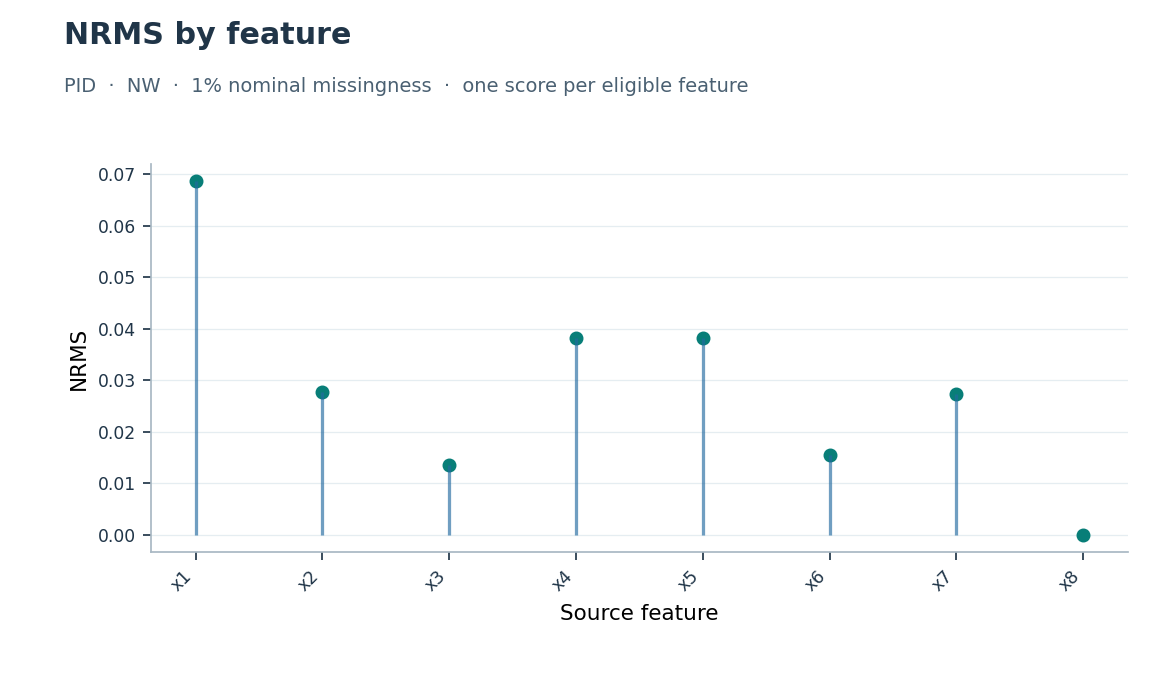 NRMS by feature
PID · NW · 1% nominal missingness · one score per eligible feature
0.07
0.06
0.05
0.04
0.03
0.02
0.01
0.00
NRMS
x1 x2 x3 x4 x5 x6 x7 x8
Source feature